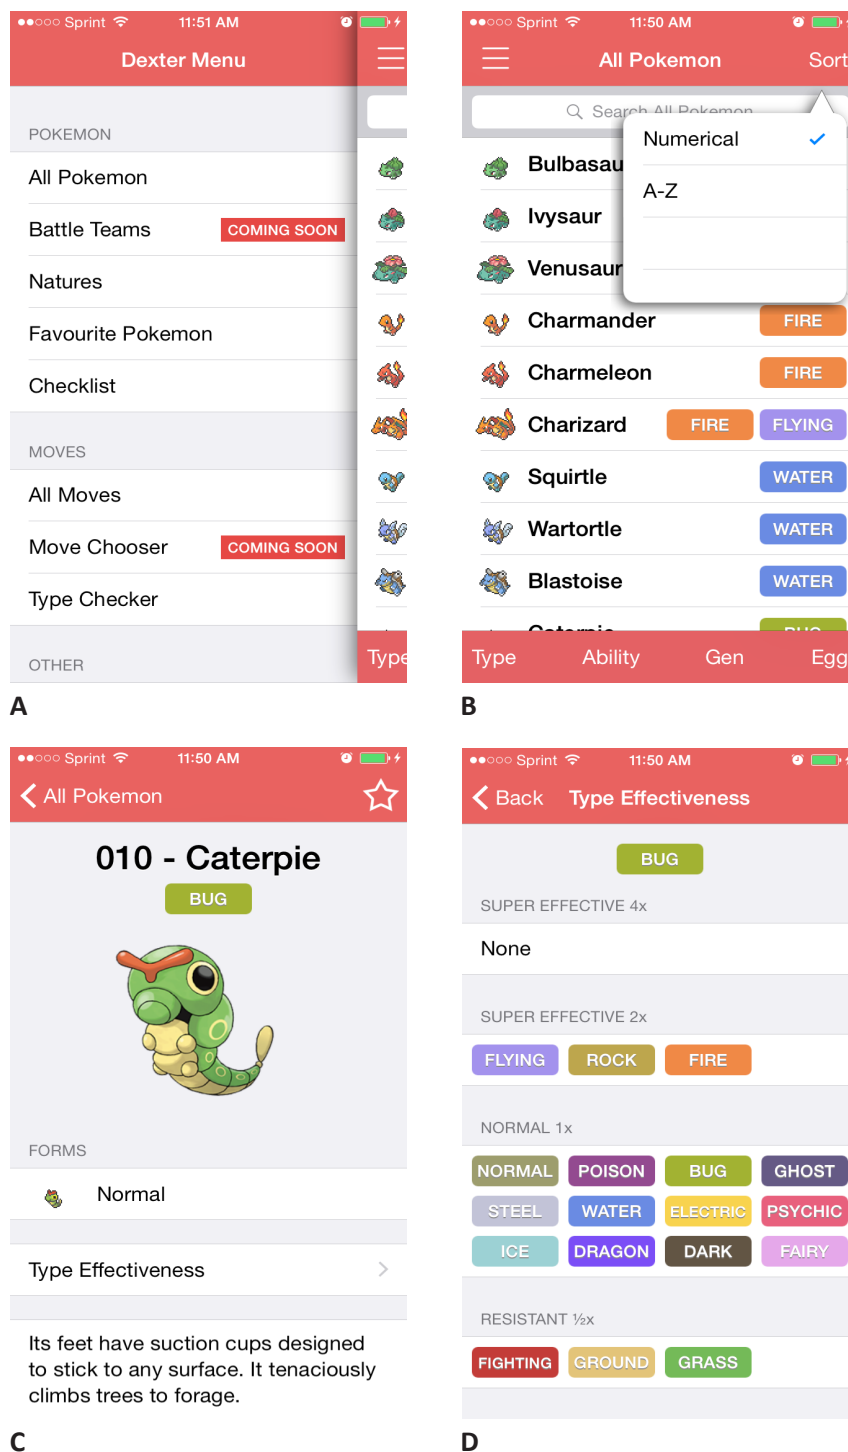 Sprint 11:51 AM
Dexter Menu
POKEMON
All Pokemon
Battle Teams COMING SOON
Natures
Favourite Pokemon
Checklist
MOVES
All Moves
Move Chooser COMING SOON
Type Checker
OTHER
Type
A
Sprint 11:50 AM
All Pokemon Sort
Search All Pokemon
Numerical
A-Z
Bulbasau
Ivysaur
Venusaur
Charmander FIRE
Charmeleon FIRE
Charizard FIRE FLYING
Squirtle WATER
Wartortle WATER
Blastoise WATER
Caterpie BUG
Type Ability Gen Egg
B
Sprint 11:50 AM
All Pokemon
010 - Caterpie
BUG
FORMS
Normal
Type Effectiveness
Its feet have suction cups designed
to stick to any surface. It tenaciously
climbs trees to forage.
C
Sprint 11:50 AM
Back Type Effectiveness
BUG
SUPER EFFECTIVE 4x
None
SUPER EFFECTIVE 2x
FLYING ROCK FIRE
NORMAL 1x
NORMAL POISON BUG GHOST
STEEL WATER ELECTRIC PSYCHIC
ICE DRAGON DARK FAIRY
RESISTANT ½x
FIGHTING GROUND GRASS
D